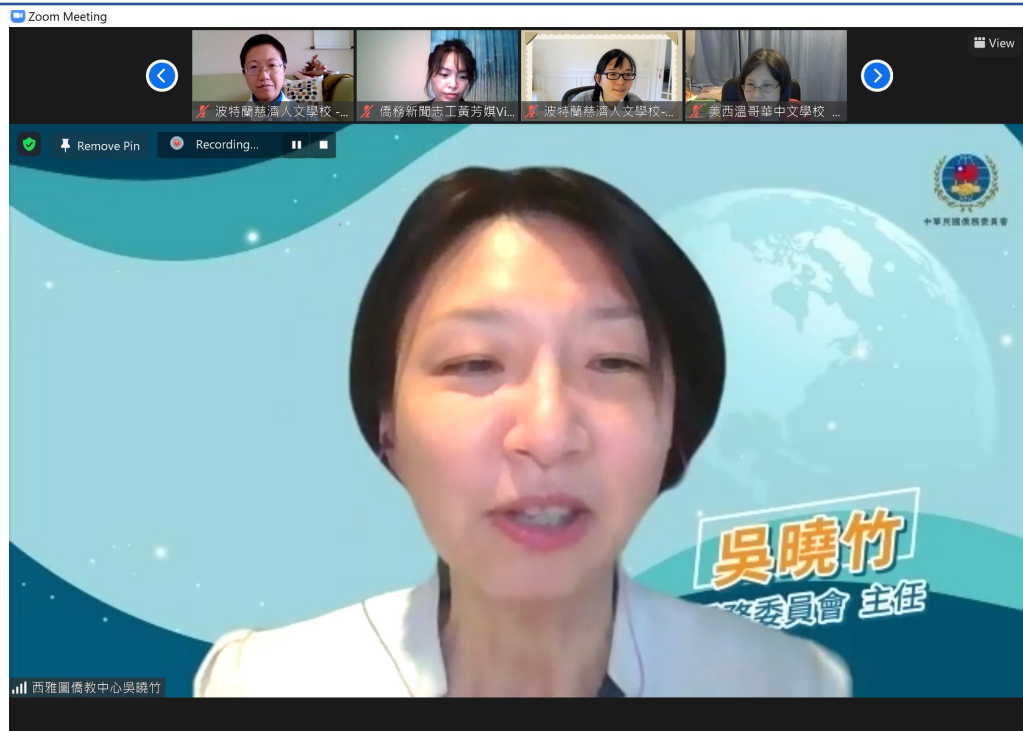 Zoom Meeting
波特蘭慈濟人文學校 -...
僑務新聞志工黃芳娸Vi...
波特蘭慈濟人文學校-...
美西溫哥華中文學校 ...
View
Remove Pin
Recording...
中華民國僑務委員會
吳曉竹
務委員會 主任
西雅圖僑教中心吳曉竹